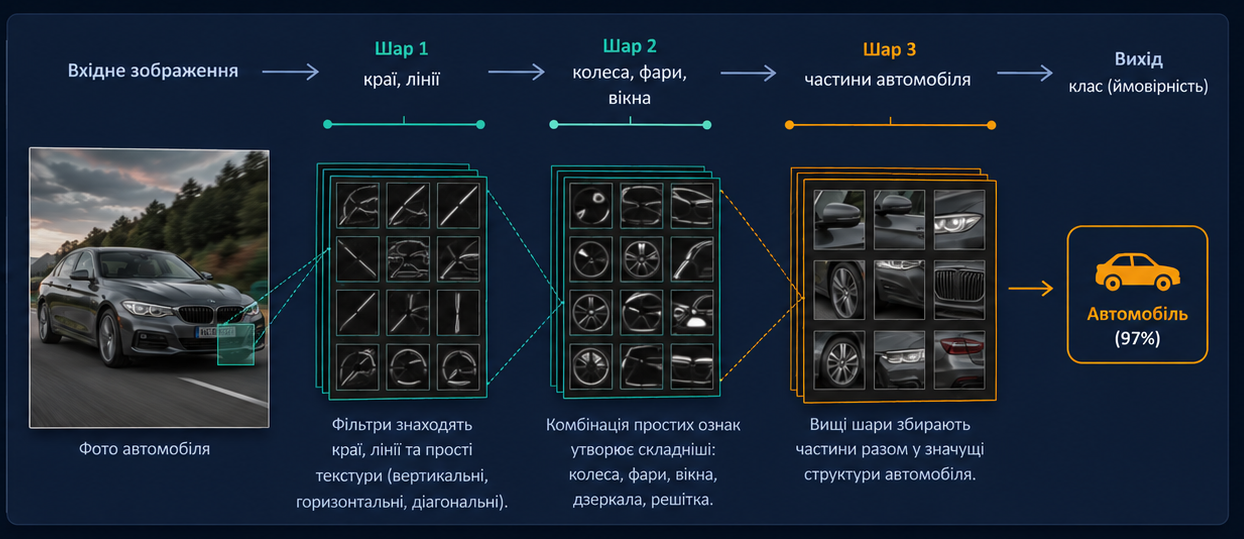 Вхідне зображення
Шар 1
краї, лінії
Шар 2
колеса, фари,
вікна
Шар 3
частини автомобіля
Вихід
клас (ймовірність)
Фото автомобіля
Фільтри знаходять
краї, лінії та прості
текстури (вертикальні,
горизонтальні, діагональні).
Комбінація простих ознак
утворює складніші:
колеса, фари, вікна,
дзеркала, решітка.
Вищі шари збирають
частини разом у значущі
структури автомобіля.
Автомобіль
(97%)